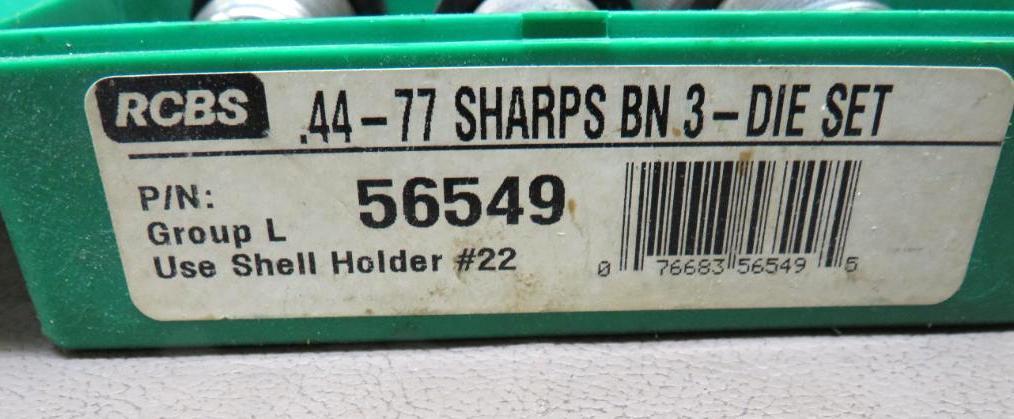 RCBS .44-77 SHARPS BN 3-DIE SET
P/N: 56549
Group L
Use Shell Holder #22
0 76683 56549 5